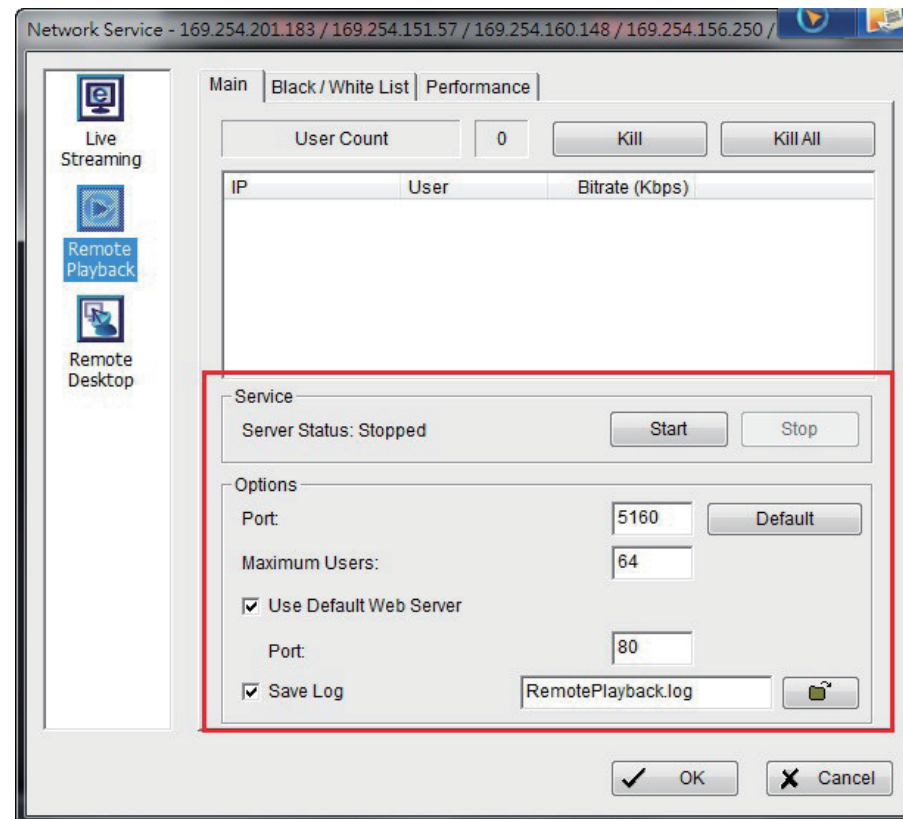 Network Service - 169.254.201.183 / 169.254.151.57 / 169.254.160.148 / 169.254.156.250 /
Live
Streaming
Remote
Playback
Remote
Desktop
Main Black / White List Performance
User Count 0 Kill Kill All
IP User Bitrate (Kbps)
Service
Server Status: Stopped Start Stop
Options
Port: 5160 Default
Maximum Users: 64
Use Default Web Server
Port: 80
Save Log RemotePlayback.log
OK Cancel